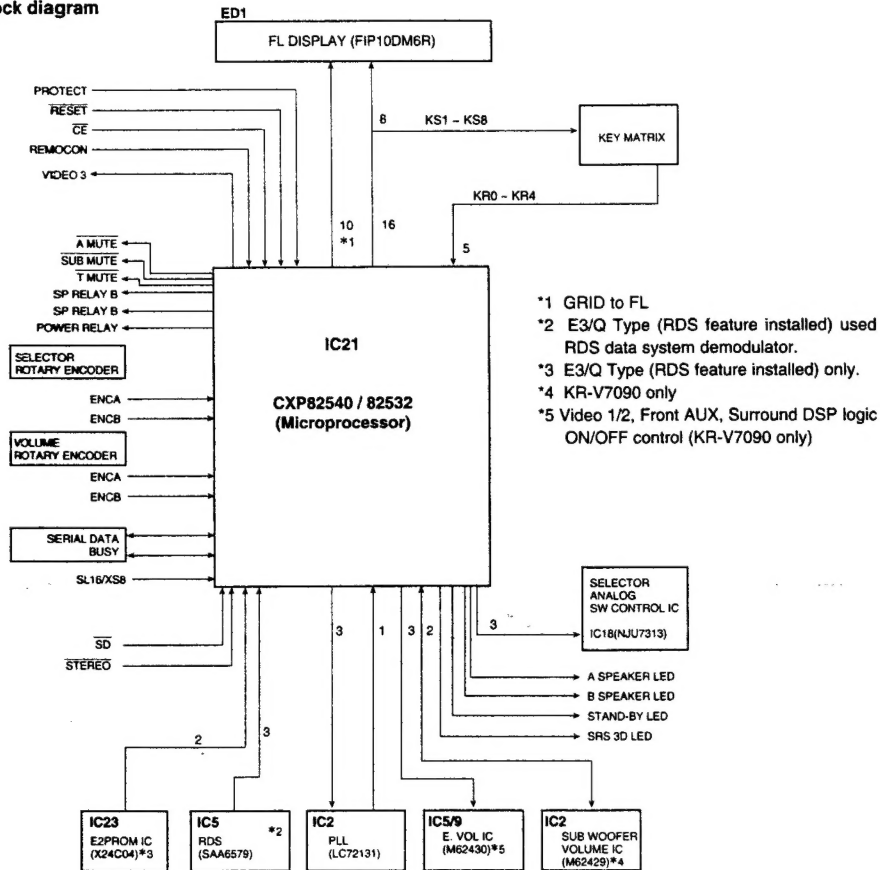 ock diagram
ED1
FL DISPLAY (FIP10DM6R)
PROTECT
RESET
CE
REMOCON
VIDEO 3
8
KS1 - KS8
KEY MATRIX
KR0 ~ KR4
10
16
*1
5
A MUTE
SUB MUTE
T MUTE
SP RELAY B
SP RELAY B
POWER RELAY
SELECTOR
ROTARY ENCODER
ENCA
ENCB
VOLUME
ROTARY ENCODER
ENCA
ENCB
SERIAL DATA
BUSY
SL16/XS8
SD
STEREO
IC21
CXP82540 / 82532
(Microprocessor)
*1 GRID to FL
*2 E3/Q Type (RDS feature installed) used
RDS data system demodulator.
*3 E3/Q Type (RDS feature installed) only.
*4 KR-V7090 only
*5 Video 1/2, Front AUX, Surround DSP logic
ON/OFF control (KR-V7090 only)
SELECTOR
ANALOG
SW CONTROL IC
IC18(NJU7313)
3
1
3
2
3
A SPEAKER LED
B SPEAKER LED
STAND-BY LED
SRS 3D LED
2
3
IC23
E2PROM IC
(X24C04)*3
IC5
*2
RDS
(SAA6579)
IC2
PLL
(LC72131)
IC5/9
E. VOL IC
(M62430)*5
IC2
SUB WOOFER
VOLUME IC
(M62429)*4